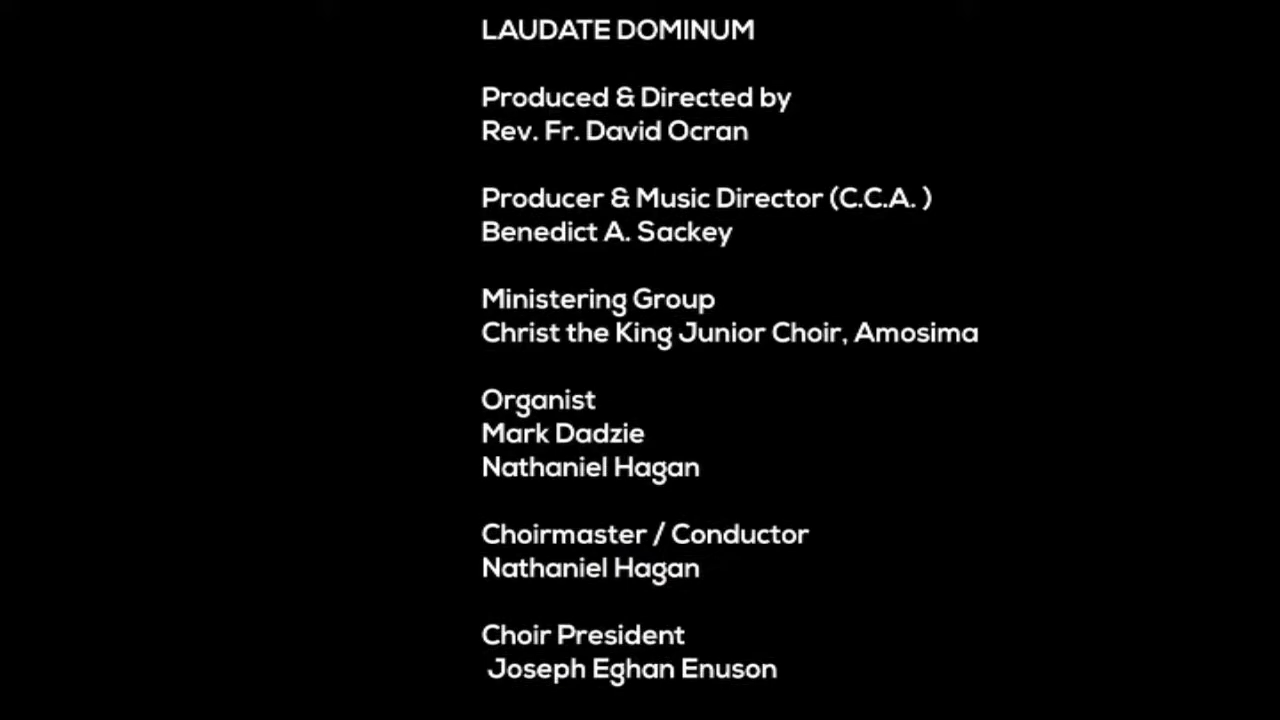 LAUDATE DOMINUM
Produced & Directed by
Rev. Fr. David Ocran
Producer & Music Director (C.C.A. )
Benedict A. Sackey
Ministering Group
Christ the King Junior Choir, Amosima
Organist
Mark Dadzie
Nathaniel Hagan
Choirmaster / Conductor
Nathaniel Hagan
Choir President
Joseph Eghan Enuson